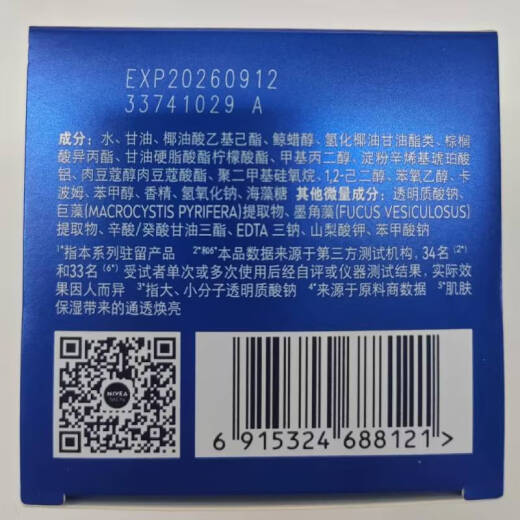 EXP20260912
33741029 A
成分：水、甘油、椰油酸乙基己酯、鲸蜡醇、氢化椰油甘油酯类、棕榈
酸异丙酯、甘油硬脂酸酯柠檬酸酯、甲基丙二醇、淀粉辛烯基琥珀酸
铝、肉豆蔻醇肉豆蔻酸酯、聚二甲基硅氧烷、1,2-己二醇、苯氧乙醇、卡
波姆、苯甲醇、香精、氢氧化钠、海藻糖 其他微量成分：透明质酸钠、
巨藻(MACROCYSTIS PYRIFERA)提取物、墨角藻(FUCUS VESICULOSUS)
提取物、辛酸/癸酸甘油三酯、EDTA 三钠、山梨酸钾、苯甲酸钠
1*指本系列驻留产品 2*和6*本品数据来源于第三方测试机构，34名(2*)
和33名(6*)受试者单次或多次使用后经自评或仪器测试结果，实际效
果因人而异 3*指大、小分子透明质酸钠 4*来源于原料商数据 5*肌肤
保湿带来的通透焕亮
NIVEA
MEN
6 915324 688121 >